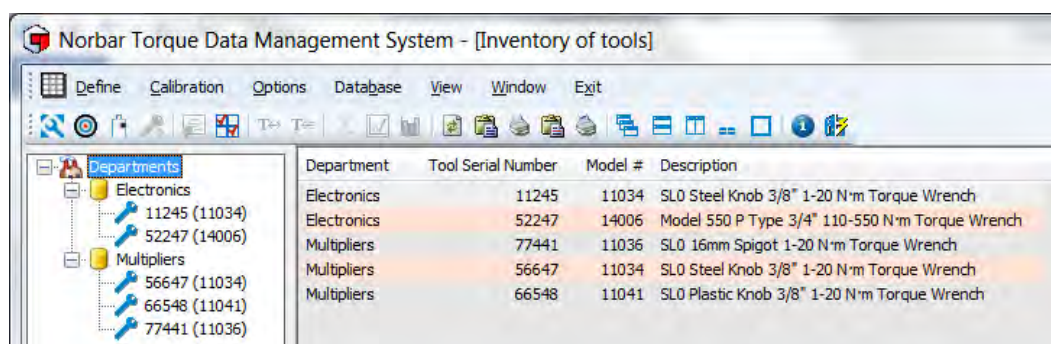 Norbar Torque Data Management System - [Inventory of tools]
Define Calibration Options Database View Window Exit
Departments
Electronics
11245 (11034)
52247 (14006)
Multipliers
56647 (11034)
66548 (11041)
77441 (11036)
Department Tool Serial Number Model # Description
Electronics 11245 11034 SL0 Steel Knob 3/8" 1-20 N·m Torque Wrench
Electronics 52247 14006 Model 550 P Type 3/4" 110-550 N·m Torque Wrench
Multipliers 77441 11036 SL0 16mm Spigot 1-20 N·m Torque Wrench
Multipliers 56647 11034 SL0 Steel Knob 3/8" 1-20 N·m Torque Wrench
Multipliers 66548 11041 SL0 Plastic Knob 3/8" 1-20 N·m Torque Wrench